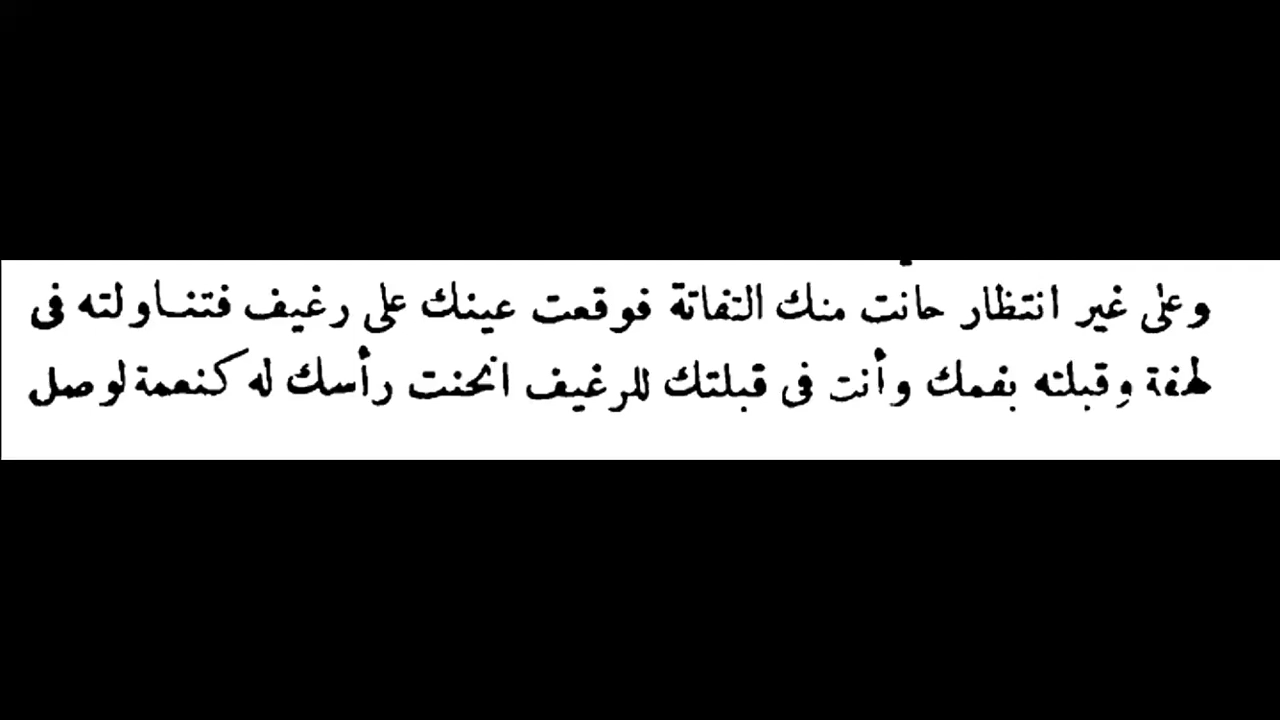 وعلى غير انتظار حانت منك التفاتة فوقعت عينك على رغيف فتناولته فى
لهفة وقبلته بفمك وأنت فى قبلتك للرغيف انحنت رأسك له كنعمة لوصل